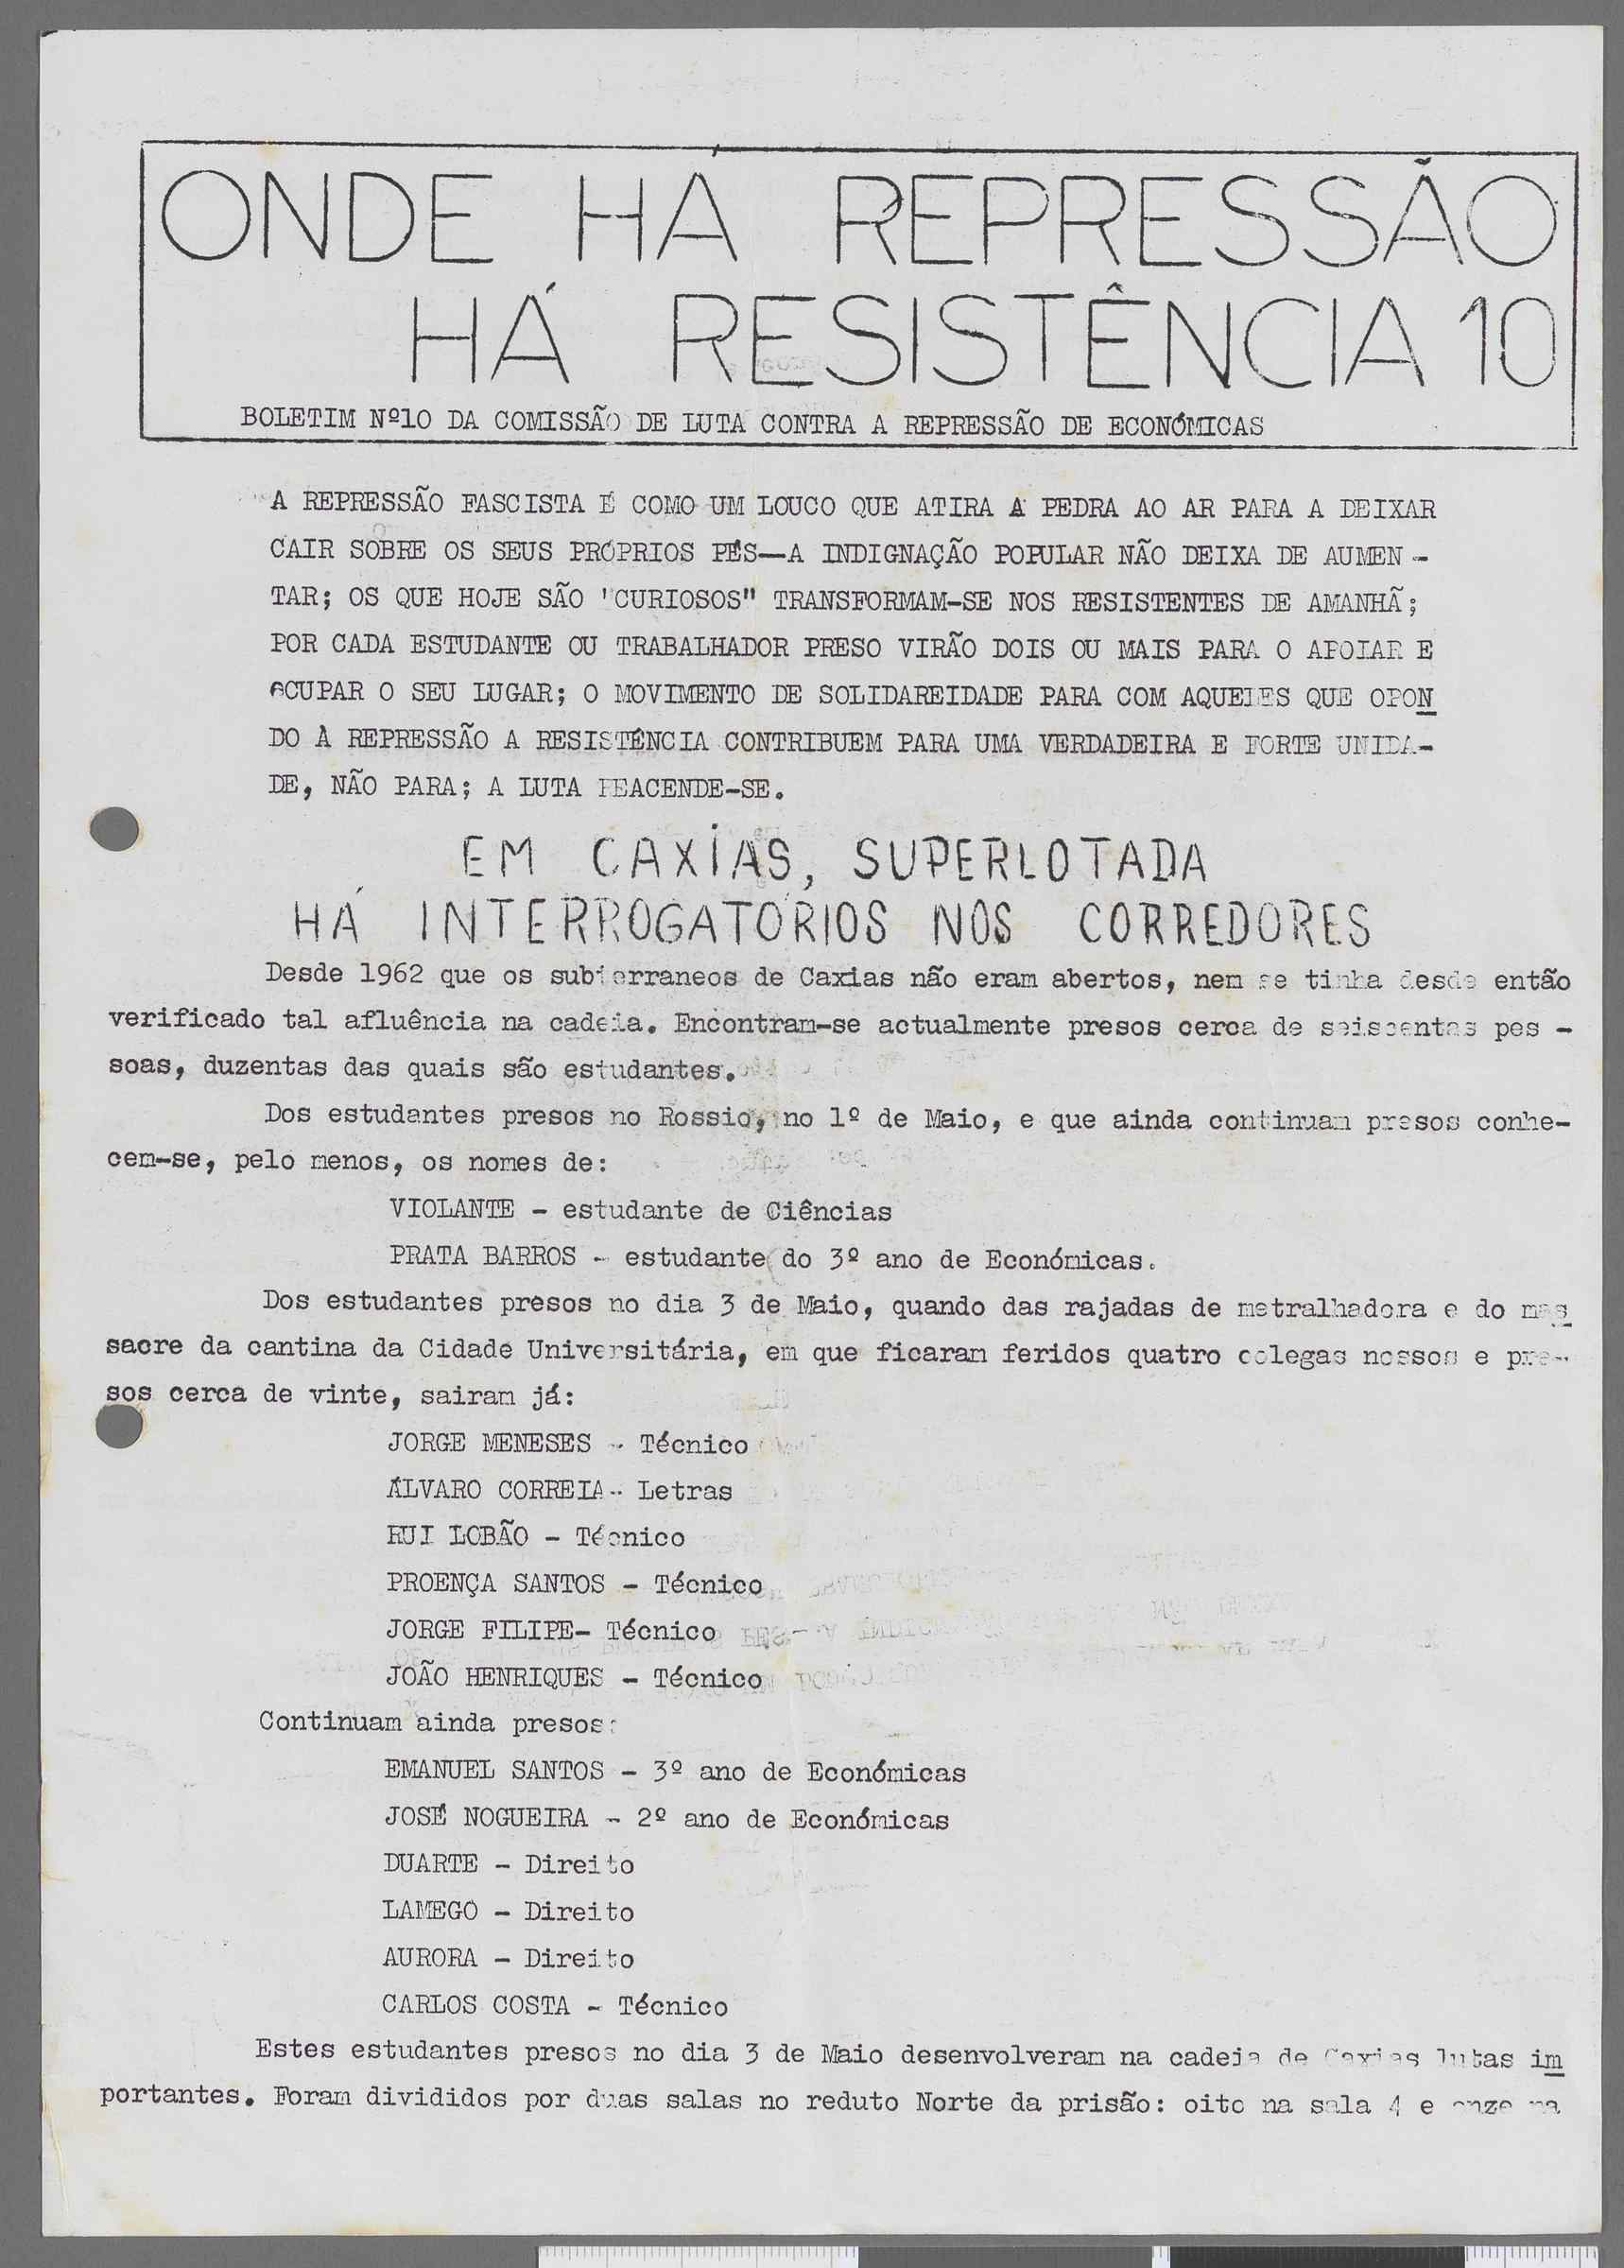 ONDE HÁ REPRESSÃO
HÁ RESISTÊNCIA 10
BOLETIM Nº10 DA COMISSÃO DE LUTA CONTRA A REPRESSÃO DE ECONÓMICAS
A REPRESSÃO FASCISTA É COMO UM LOUCO QUE ATIRA A PEDRA AO AR PARA A DEIXAR
CAIR SOBRE OS SEUS PRÓPRIOS PÉS—A INDIGNAÇÃO POPULAR NÃO DEIXA DE AUMEN -
TAR; OS QUE HOJE SÃO "CURIOSOS" TRANSFORMAM-SE NOS RESISTENTES DE AMANHÃ;
POR CADA ESTUDANTE OU TRABALHADOR PRESO VIRÃO DOIS OU MAIS PARA O APOIAR E
OCUPAR O SEU LUGAR; O MOVIMENTO DE SOLIDAREIDADE PARA COM AQUELES QUE OPON
DO À REPRESSÃO A RESISTÊNCIA CONTRIBUEM PARA UMA VERDADEIRA E FORTE UNIDA-
DE, NÃO PARA; A LUTA REACENDE-SE.
EM CAXIAS, SUPERLOTADA
HÁ INTERROGATÓRIOS NOS CORREDORES
Desde 1962 que os subterraneos de Caxias não eram abertos, nem se tinha desde então
verificado tal afluência na cadeia. Encontram-se actualmente presos cerca de seiscentas pes -
soas, duzentas das quais são estudantes.
Dos estudantes presos no Rossio, no 1º de Maio, e que ainda continuam presos conhe-
cem-se, pelo menos, os nomes de:
VIOLANTE - estudante de Ciências
PRATA BARROS - estudante do 3º ano de Económicas.
Dos estudantes presos no dia 3 de Maio, quando das rajadas de metralhadora e do mas
sacre da cantina da Cidade Universitária, em que ficaram feridos quatro colegas nossos e pre-
sos cerca de vinte, sairam já:
JORGE MENESES - Técnico
ÁLVARO CORREIA - Letras
RUI LOBÃO - Técnico
PROENÇA SANTOS - Técnico
JORGE FILIPE- Técnico
JOÃO HENRIQUES - Técnico
Continuam ainda presos:
EMANUEL SANTOS - 3º ano de Económicas
JOSÉ NOGUEIRA - 2º ano de Económicas
DUARTE - Direito
LAMEGO - Direito
AURORA - Direito
CARLOS COSTA - Técnico
Estes estudantes presos no dia 3 de Maio desenvolveram na cadeia de Caxias lutas im
portantes. Foram divididos por duas salas no reduto Norte da prisão: oito na sala 4 e onze na